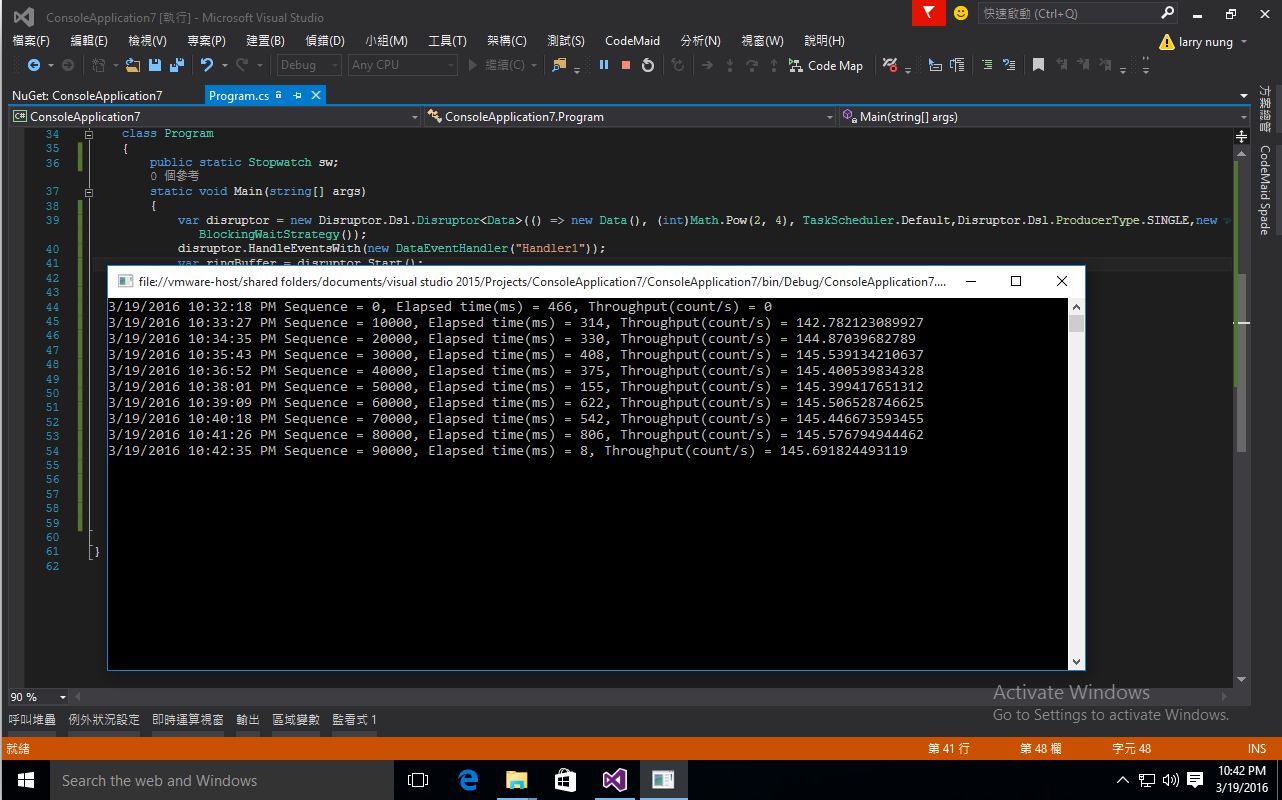 ConsoleApplication7 [執行] - Microsoft Visual Studio
快速啟動 (Ctrl+Q)
檔案(F) 編輯(E) 檢視(V) 專案(P) 建置(B) 偵錯(D) 小組(M) 工具(T) 架構(C) 測試(S) CodeMaid 分析(N) 視窗(W) 說明(H) larry nung
Debug Any CPU 繼續(C) Code Map
NuGet: ConsoleApplication7 Program.cs
ConsoleApplication7 ConsoleApplication7.Program Main(string[] args)
方案總管
CodeMaid Spade
34 class Program
35 {
36 public static Stopwatch sw;
0 個參考
37 static void Main(string[] args)
38 {
39 var disruptor = new Disruptor.Dsl.Disruptor<Data>(() => new Data(), (int)Math.Pow(2, 4), TaskScheduler.Default,Disruptor.Dsl.ProducerType.SINGLE,new
BlockingWaitStrategy());
40 disruptor.HandleEventsWith(new DataEventHandler("Handler1"));
41 var ringBuffer = disruptor.Start();
42
43
44
45
46
47
48
49
50
51
52
53
54
55
56
57
58
59
60
61 }
62
file://vmware-host/shared folders/documents/visual studio 2015/Projects/ConsoleApplication7/ConsoleApplication7/bin/Debug/ConsoleApplication7....
3/19/2016 10:32:18 PM Sequence = 0, Elapsed time(ms) = 466, Throughput(count/s) = 0
3/19/2016 10:33:27 PM Sequence = 10000, Elapsed time(ms) = 314, Throughput(count/s) = 142.782123089927
3/19/2016 10:34:35 PM Sequence = 20000, Elapsed time(ms) = 330, Throughput(count/s) = 144.87039682789
3/19/2016 10:35:43 PM Sequence = 30000, Elapsed time(ms) = 408, Throughput(count/s) = 145.539134210637
3/19/2016 10:36:52 PM Sequence = 40000, Elapsed time(ms) = 375, Throughput(count/s) = 145.400539834328
3/19/2016 10:38:01 PM Sequence = 50000, Elapsed time(ms) = 155, Throughput(count/s) = 145.399417651312
3/19/2016 10:39:09 PM Sequence = 60000, Elapsed time(ms) = 622, Throughput(count/s) = 145.506528746625
3/19/2016 10:40:18 PM Sequence = 70000, Elapsed time(ms) = 542, Throughput(count/s) = 145.446673593455
3/19/2016 10:41:26 PM Sequence = 80000, Elapsed time(ms) = 806, Throughput(count/s) = 145.576794944462
3/19/2016 10:42:35 PM Sequence = 90000, Elapsed time(ms) = 8, Throughput(count/s) = 145.691824493119
90 %
Activate Windows
Go to Settings to activate Windows.
呼叫堆疊 例外狀況設定 即時運算視窗 輸出 區域變數 監看式 1
就緒 第 41 行 第 48 欄 字元 48 INS
Search the web and Windows
10:42 PM
3/19/2016